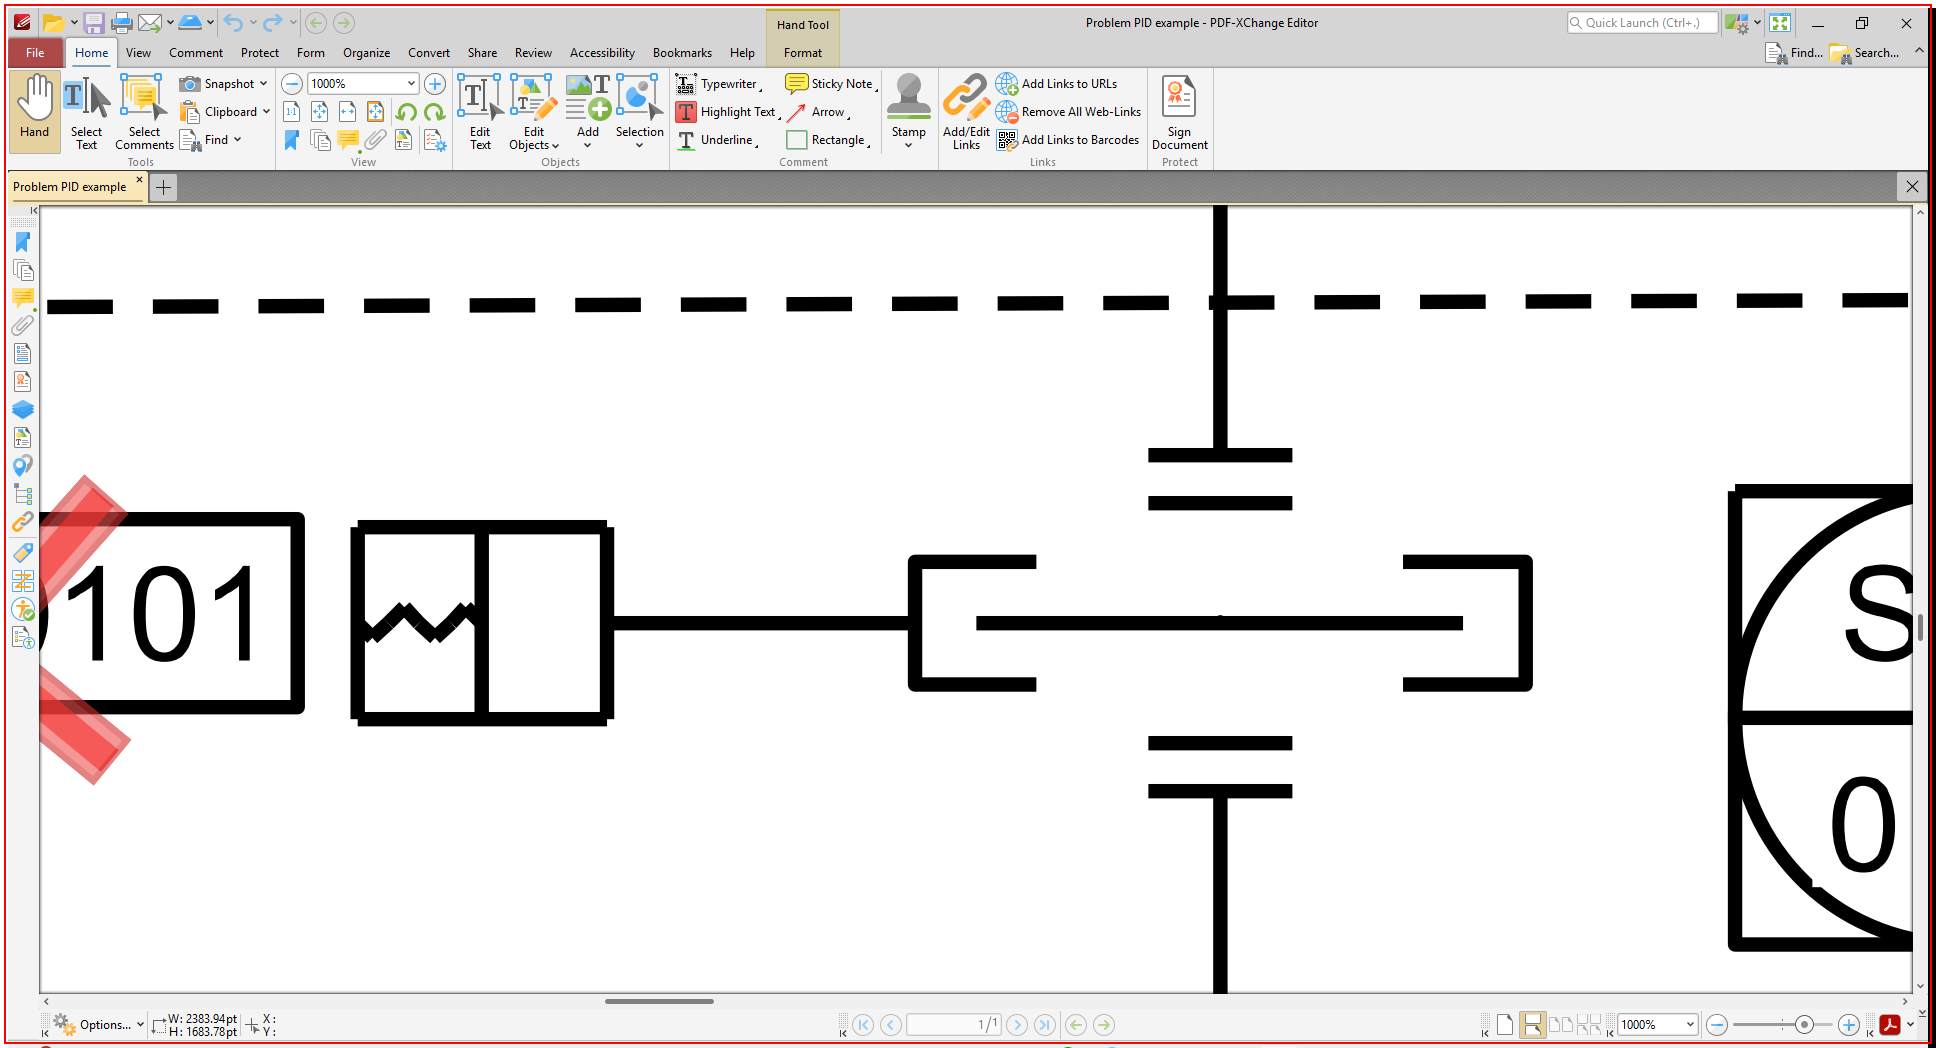 Hand Tool
Problem PID example - PDF-XChange Editor
Quick Launch (Ctrl+.)
File Home View Comment Protect Form Organize Convert Share Review Accessibility Bookmarks Help Format
Find... Search...
Hand
Select Text
Select Comments
Snapshot
Clipboard
Find
Tools
1000%
1:1
View
Edit Text
Edit Objects
Add
Selection
Objects
Typewriter
Highlight Text
Underline
Sticky Note
Arrow
Rectangle
Comment
Stamp
Add/Edit Links
Add Links to URLs
Remove All Web-Links
Add Links to Barcodes
Links
Sign Document
Protect
Problem PID example
101
S
0
Options...
W: 2383.94pt
H: 1683.78pt
X:
Y:
1/1
1000%